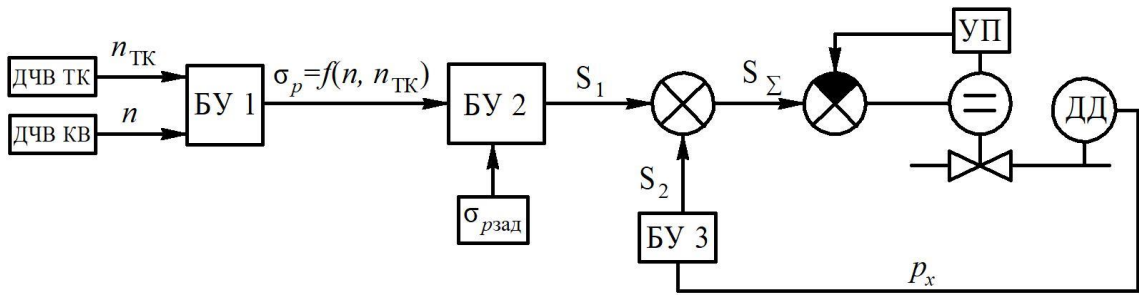 ДЧВ ТК
n_ТК
ДЧВ КВ
n
БУ 1
σ_p=f(n, n_ТК)
БУ 2
σ_pзад
S_1
S_2
БУ 3
S_Σ
УП
ДД
p_x